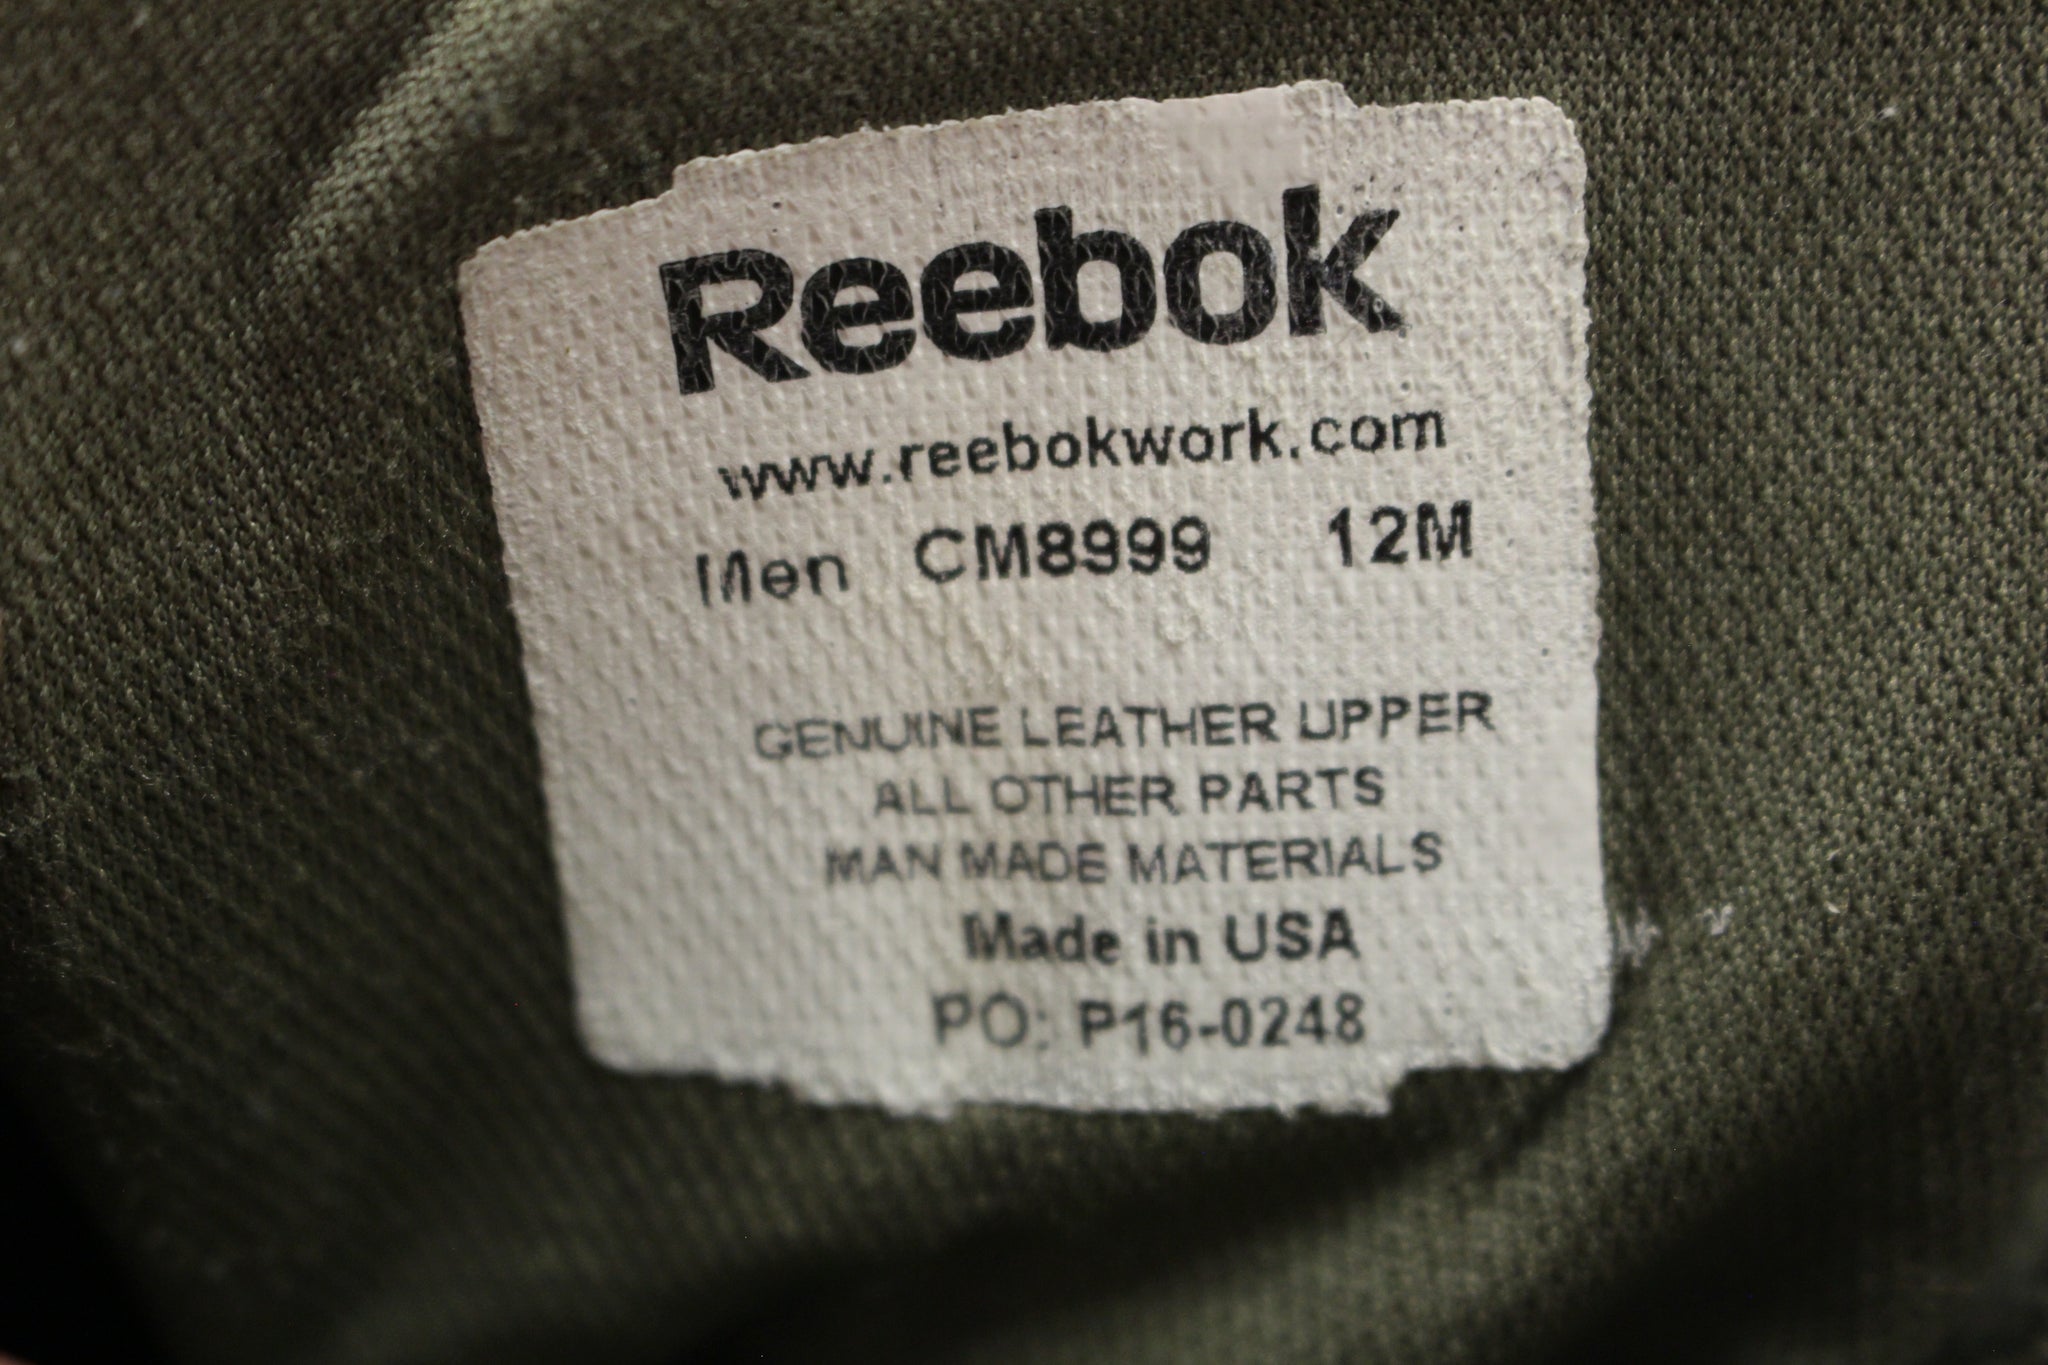 Reebok
www.reebokwork.com
Men CM8999 12M
GENUINE LEATHER UPPER
ALL OTHER PARTS
MAN MADE MATERIALS
Made in USA
PO: P16-0248